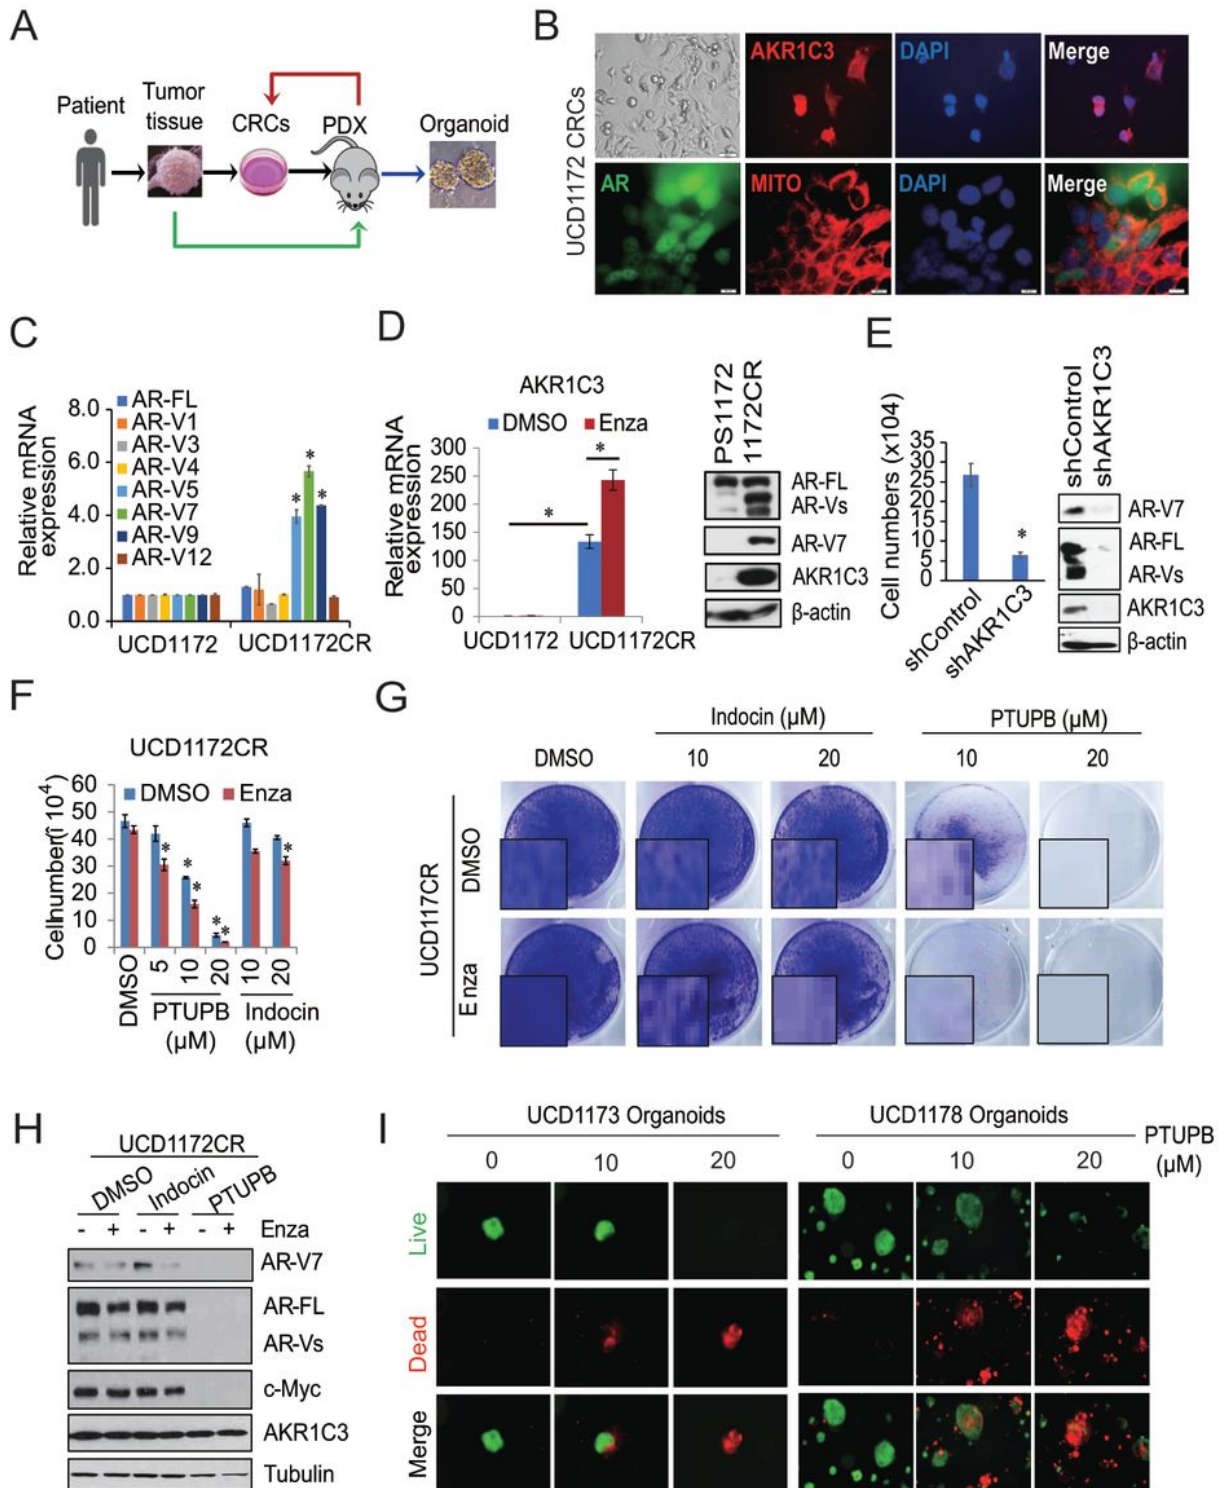 A
Patient
Tumor
tissue
CRCs
PDX
Organoid
B
UCD1172 CRCs
AKR1C3
DAPI
Merge
AR
MITO
DAPI
Merge
C
Relative mRNA
expression
8.0
6.0
4.0
2.0
0.0
AR-FL
AR-V1
AR-V3
AR-V4
AR-V5
AR-V7
AR-V9
AR-V12
* * *
UCD1172
UCD1172CR
D
AKR1C3
DMSO
Enza
Relative mRNA
expression
300
250
200
150
100
50
0
*
*
UCD1172
UCD1172CR
PS1172
1172CR
AR-FL
AR-Vs
AR-V7
AKR1C3
β-actin
E
Cell numbers (x104)
35
30
25
20
15
10
5
0
*
shControl
shAKR1C3
shControl
shAKR1C3
AR-V7
AR-FL
AR-Vs
AKR1C3
β-actin
F
UCD1172CR
60
50
40
30
20
10
0
DMSO
Enza
* * * * * *
DMSO
5
10
20
10
20
PTUPB
(µM)
Indocin
(µM)
G
Indocin (µM)
PTUPB (µM)
DMSO
10
20
10
20
UCD117CR
DMSO
Enza
H
UCD1172CR
DMSO
Indocin
PTUPB
- + - + - + Enza
AR-V7
AR-FL
AR-Vs
c-Myc
AKR1C3
Tubulin
I
UCD1173 Organoids
UCD1178 Organoids
PTUPB
(µM)
0
10
20
0
10
20
Live
Dead
Merge